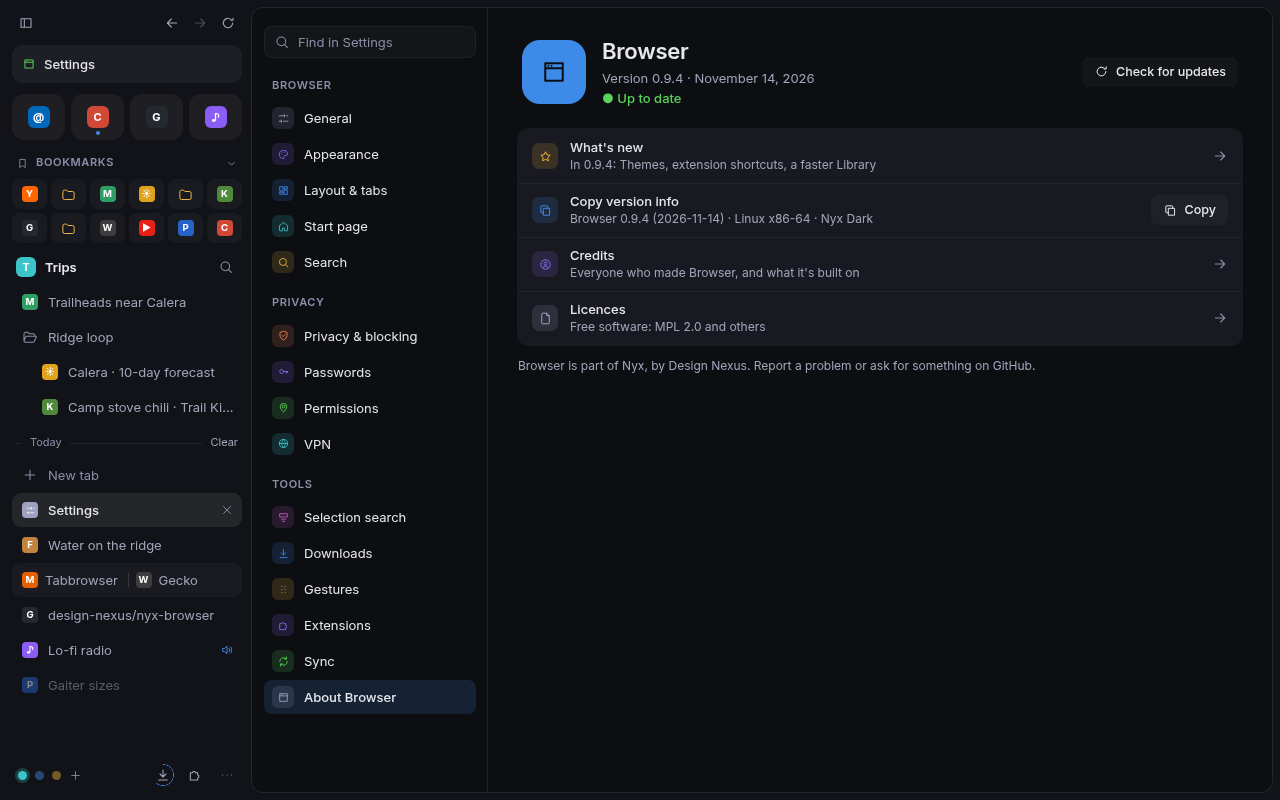 Settings
@
C
G
BOOKMARKS
Y
M
K
G
W
P
C
T Trips
M Trailheads near Calera
Ridge loop
Calera · 10-day forecast
K Camp stove chili · Trail Ki...
Today
Clear
New tab
Settings
F Water on the ridge
M Tabbrowser
W Gecko
G design-nexus/nyx-browser
Lo-fi radio
P Gaiter sizes
Find in Settings
BROWSER
General
Appearance
Layout & tabs
Start page
Search
PRIVACY
Privacy & blocking
Passwords
Permissions
VPN
TOOLS
Selection search
Downloads
Gestures
Extensions
Sync
About Browser
Browser
Version 0.9.4 · November 14, 2026
Up to date
Check for updates
What's new
In 0.9.4: Themes, extension shortcuts, a faster Library
Copy version info
Browser 0.9.4 (2026-11-14) · Linux x86-64 · Nyx Dark
Copy
Credits
Everyone who made Browser, and what it's built on
Licences
Free software: MPL 2.0 and others
Browser is part of Nyx, by Design Nexus. Report a problem or ask for something on GitHub.